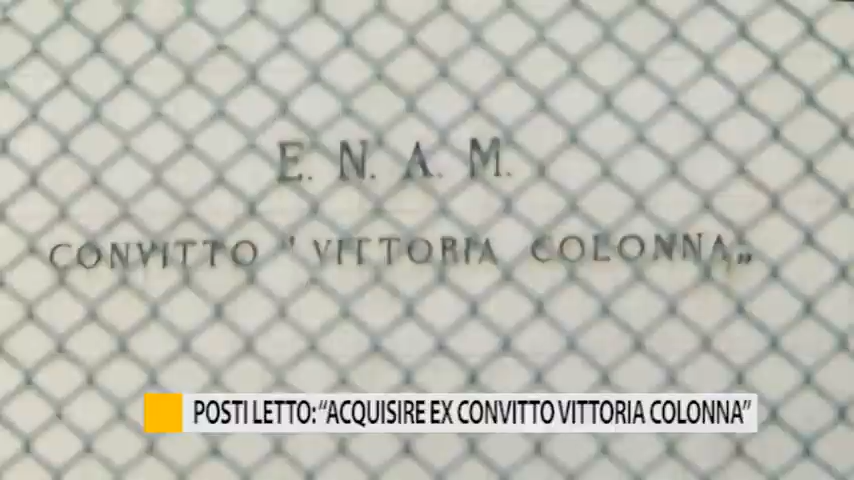 E. N. A. M.
CONVITTO " VITTORIA COLONNA„
POSTI LETTO: “ACQUISIRE EX CONVITTO VITTORIA COLONNA”